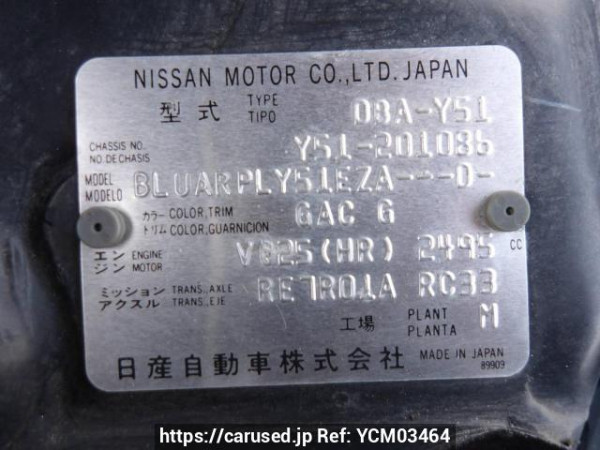 NISSAN MOTOR CO.,LTD. JAPAN
型式 TYPE TIPO DBA-Y51
CHASSIS NO. NO. DE CHASIS Y51-201086
MODEL MODELO BLUARPLY51EZA---D-
カラー COLOR,TRIM トリム COLOR,GUARNICION GAC G
エンジン ENGINE MOTOR VQ25(HR) 2495 CC
ミッション TRANS.,AXLE アクスル TRANS.,EJE RE7R01A RC33
工場 PLANT PLANTA M
日産自動車株式会社 MADE IN JAPAN 89909
https://carused.jp Ref: YCM03464